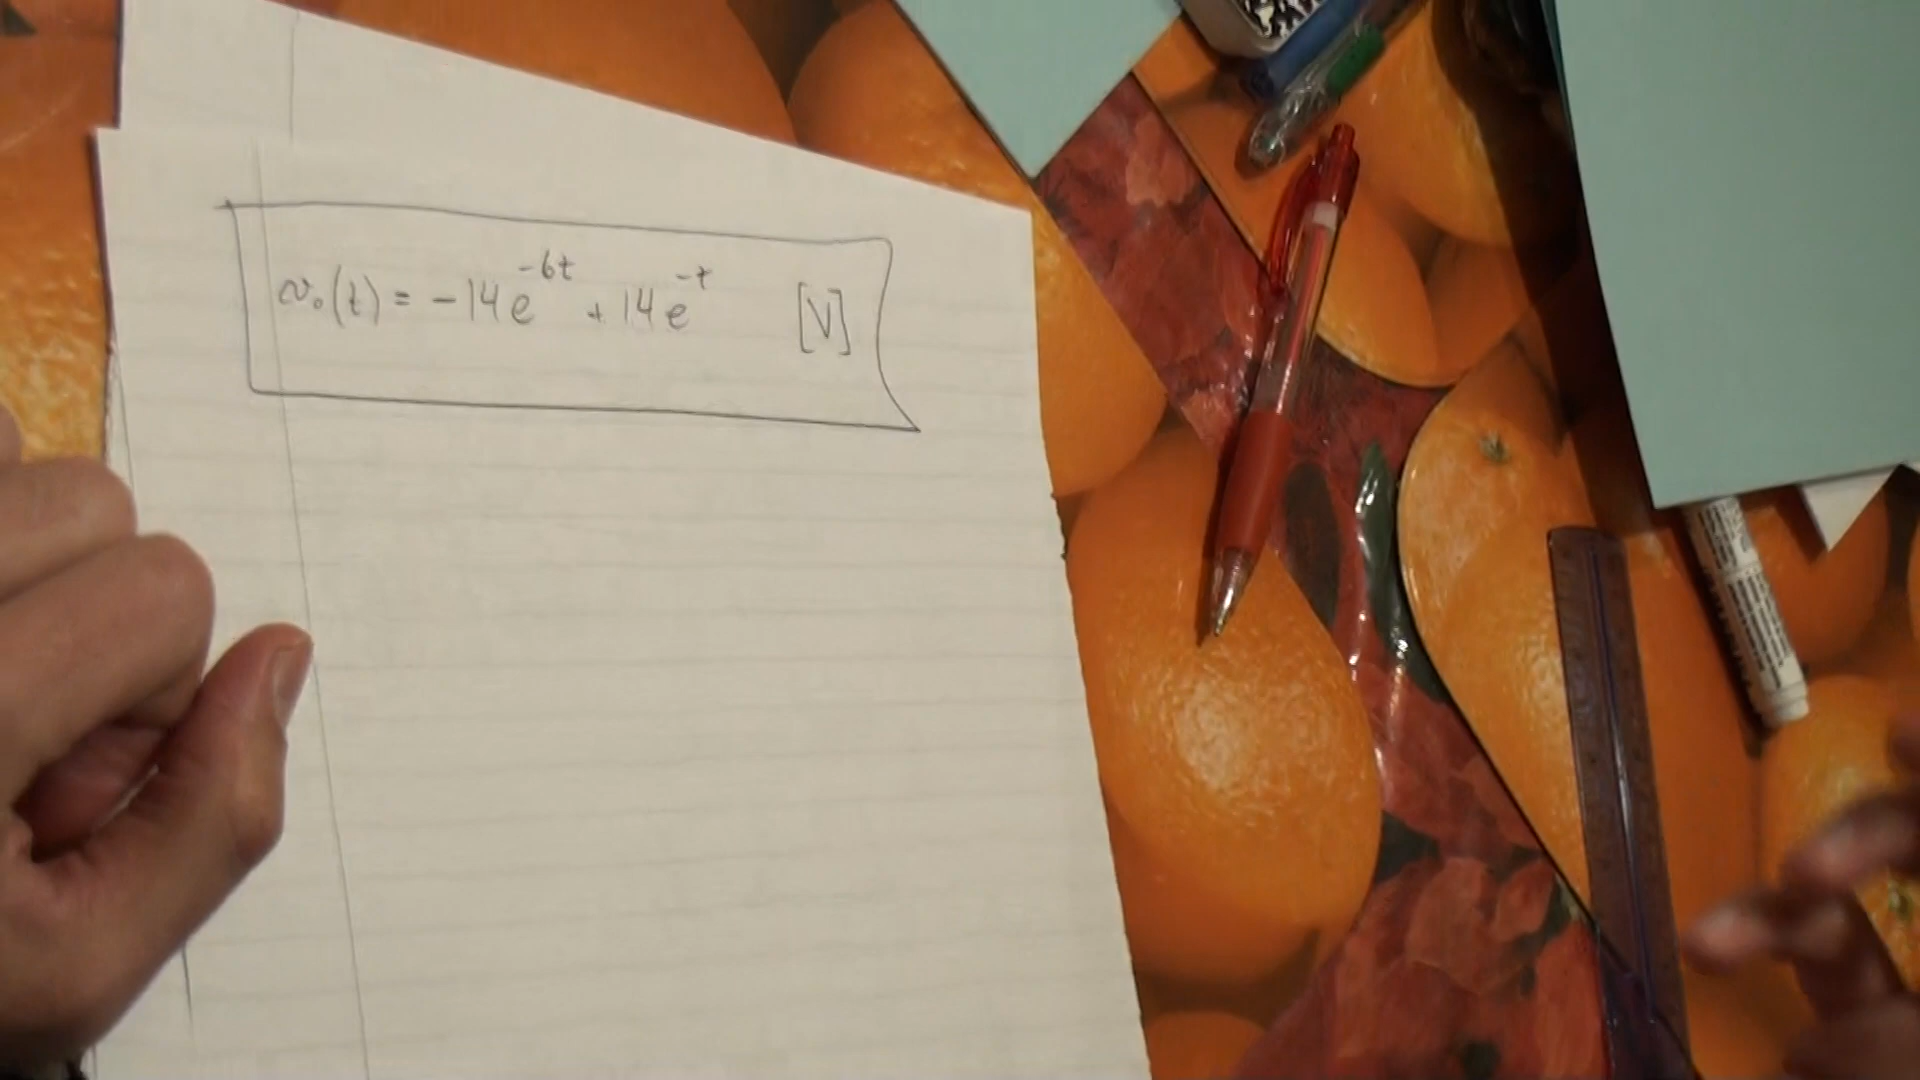 v₀(t) = -14e^{-6t} + 14e^{-t} [V]